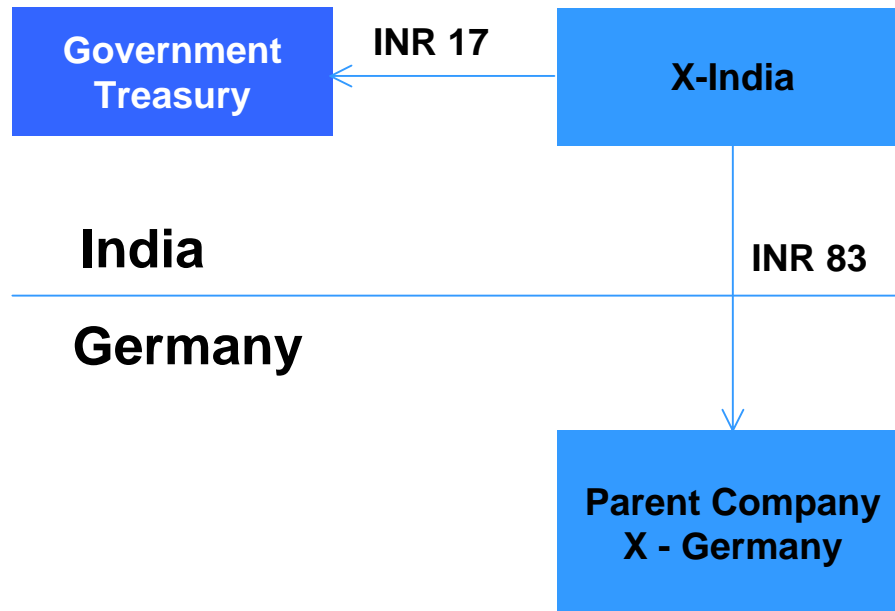 Government
Treasury
INR 17
X-India
India
INR 83
Germany
Parent Company
X - Germany